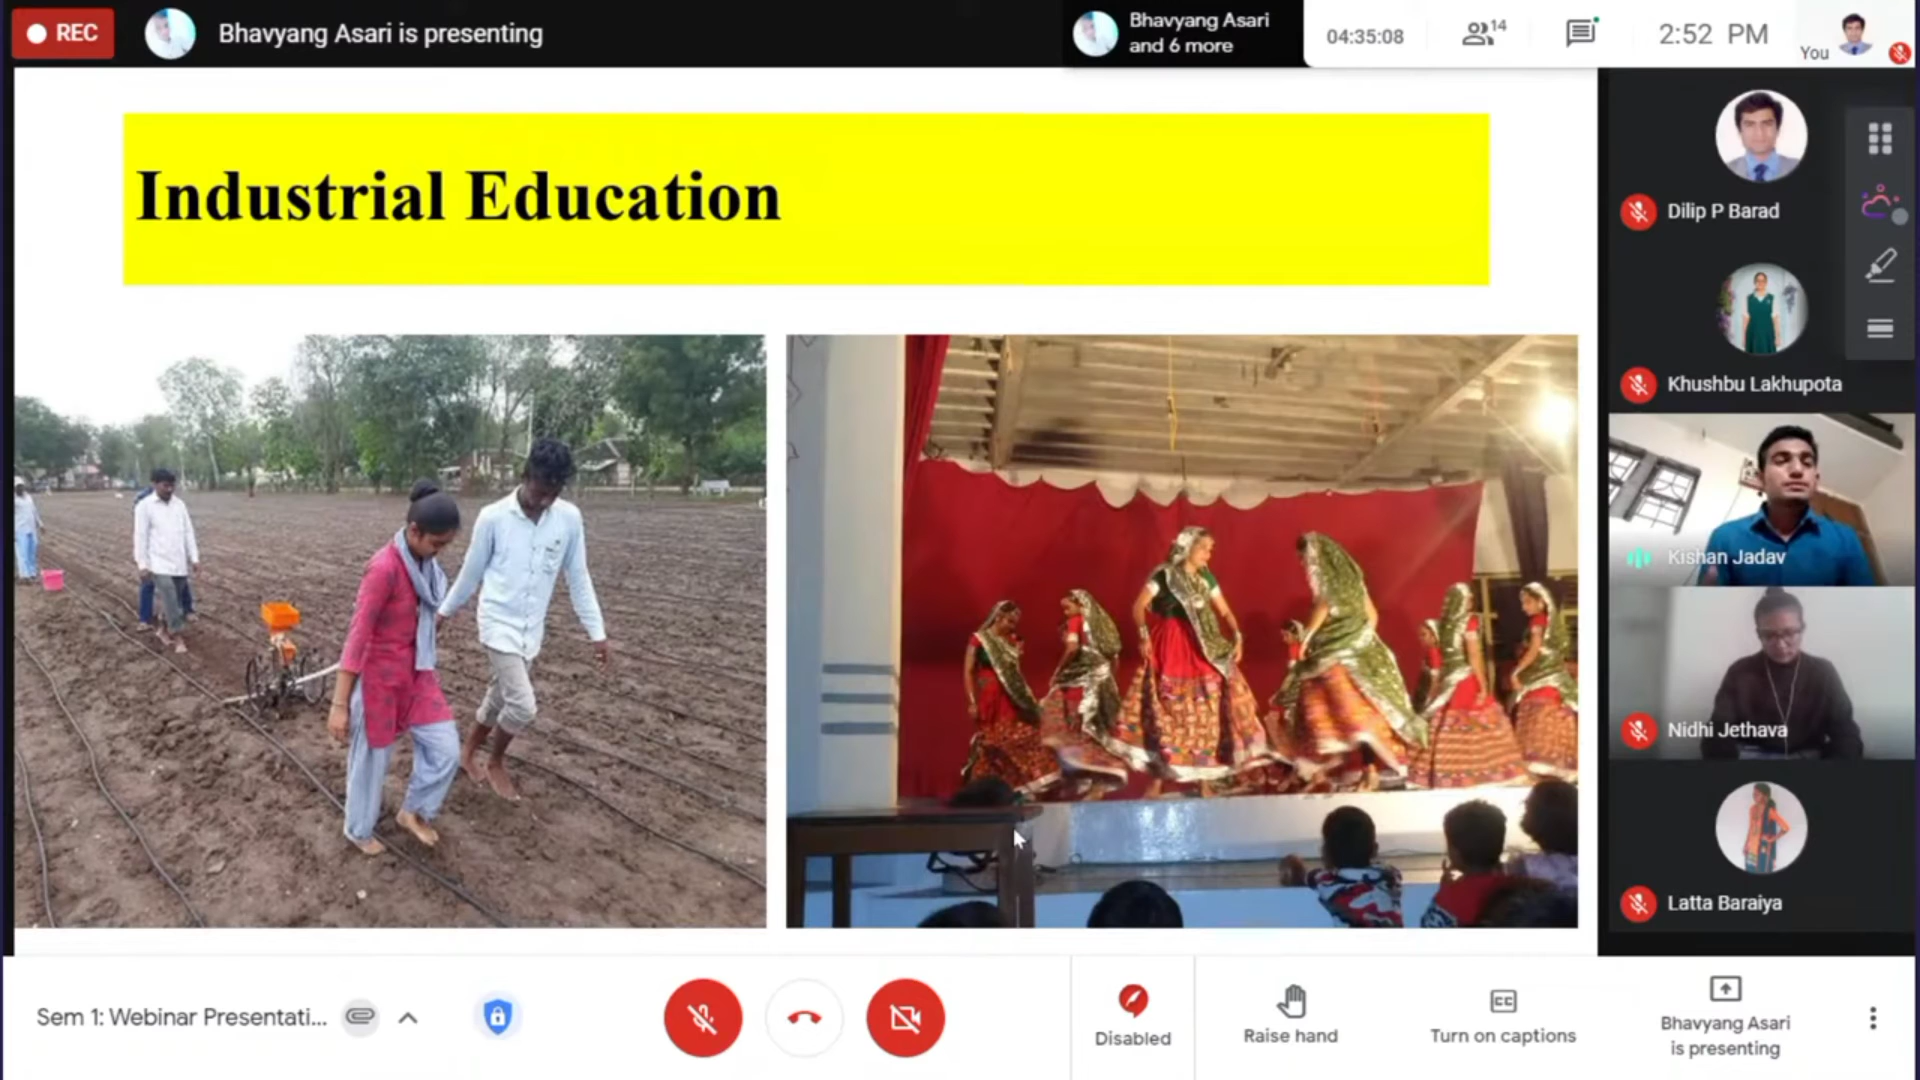 REC
Bhavyang Asari is presenting
Bhavyang Asari
and 6 more
04:35:08
14
2:52 PM
You
Industrial Education
Dilip P Barad
Khushbu Lakhupota
Kishan Jadav
Nidhi Jethava
Latta Baraiya
Sem 1: Webinar Presentati...
Disabled
Raise hand
CC
Turn on captions
Bhavyang Asari
is presenting